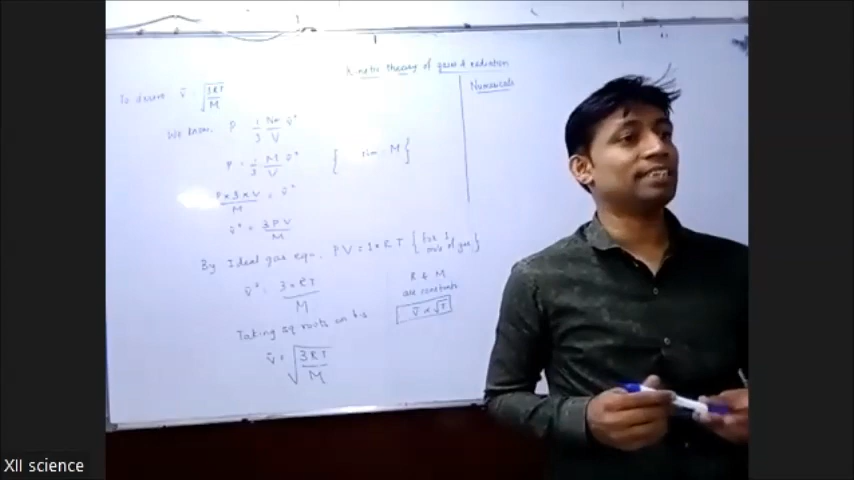 Kinetic theory of gases & radiation
Numericals
To derive v̄ = √(3RT/M)
We know, P = 1/3 Nm/V v̄²
P = 1/3 M/V v̄² { Nm = M }
P×3×V/M = v̄²
v̄² = 3PV/M
By Ideal gas eqn, PV = 1×RT { for 1 mole of gas }
v̄² = 3×RT/M
R & M
are constants
v̄ ∝ √T
Taking sq roots on b.s
v̄ = √(3RT/M)
XII science